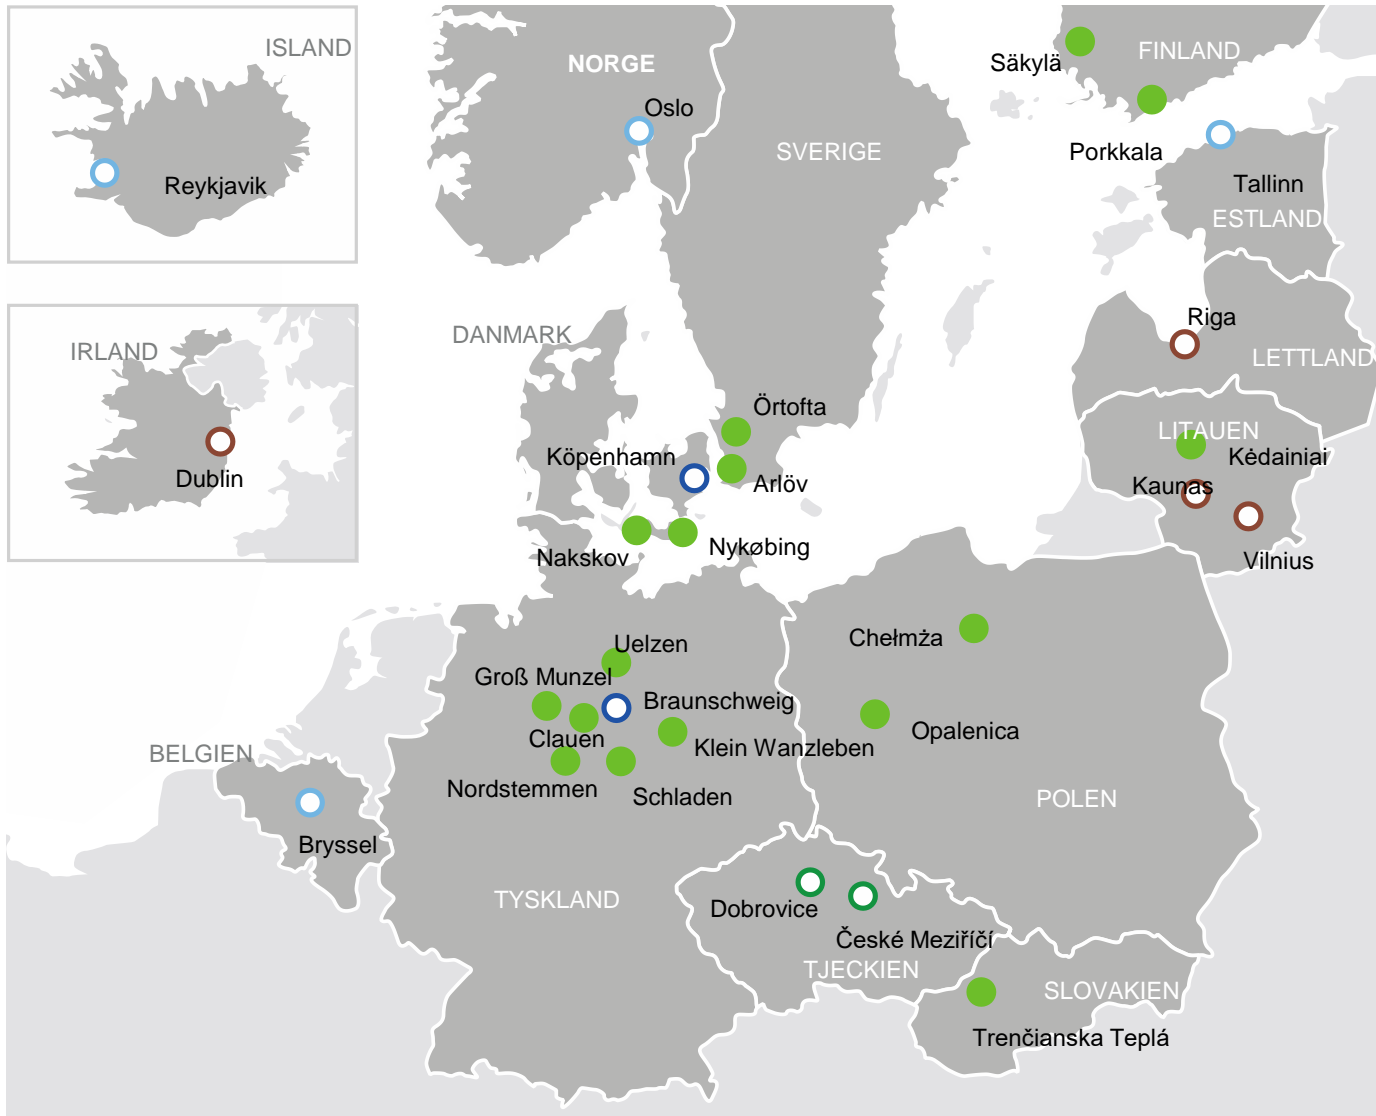 ISLAND
Reykjavik
IRLAND
Dublin
NORGE
Oslo
SVERIGE
Säkylä
FINLAND
Porkkala
Tallinn
ESTLAND
Riga
LETTLAND
DANMARK
Örtofta
Köpenhamn
Arlöv
Nakskov
Nykøbing
LITAUEN
Kėdainiai
Kaunas
Vilnius
Chełmża
Uelzen
Groß Munzel
Braunschweig
Clauen
Klein Wanzleben
Opalenica
Nordstemmen
Schladen
BELGIEN
Bryssel
POLEN
TYSKLAND
Dobrovice
České Meziříčí
TJECKIEN
SLOVAKIEN
Trenčianska Teplá